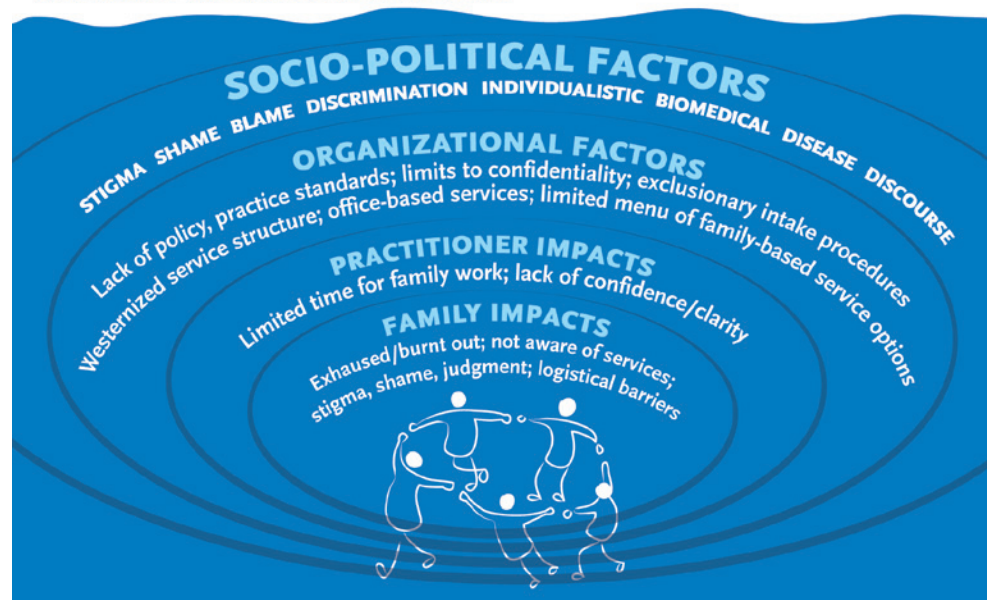 SOCIO-POLITICAL FACTORS
STIGMA SHAME BLAME DISCRIMINATION INDIVIDUALISTIC BIOMEDICAL DISEASE DISCOURSE
ORGANIZATIONAL FACTORS
Lack of policy, practice standards; limits to confidentiality; exclusionary intake procedures
Westernized service structure; office-based services; limited menu of family-based service options
PRACTITIONER IMPACTS
Limited time for family work; lack of confidence/clarity
FAMILY IMPACTS
Exhaused/burnt out; not aware of services;
stigma, shame, judgment; logistical barriers